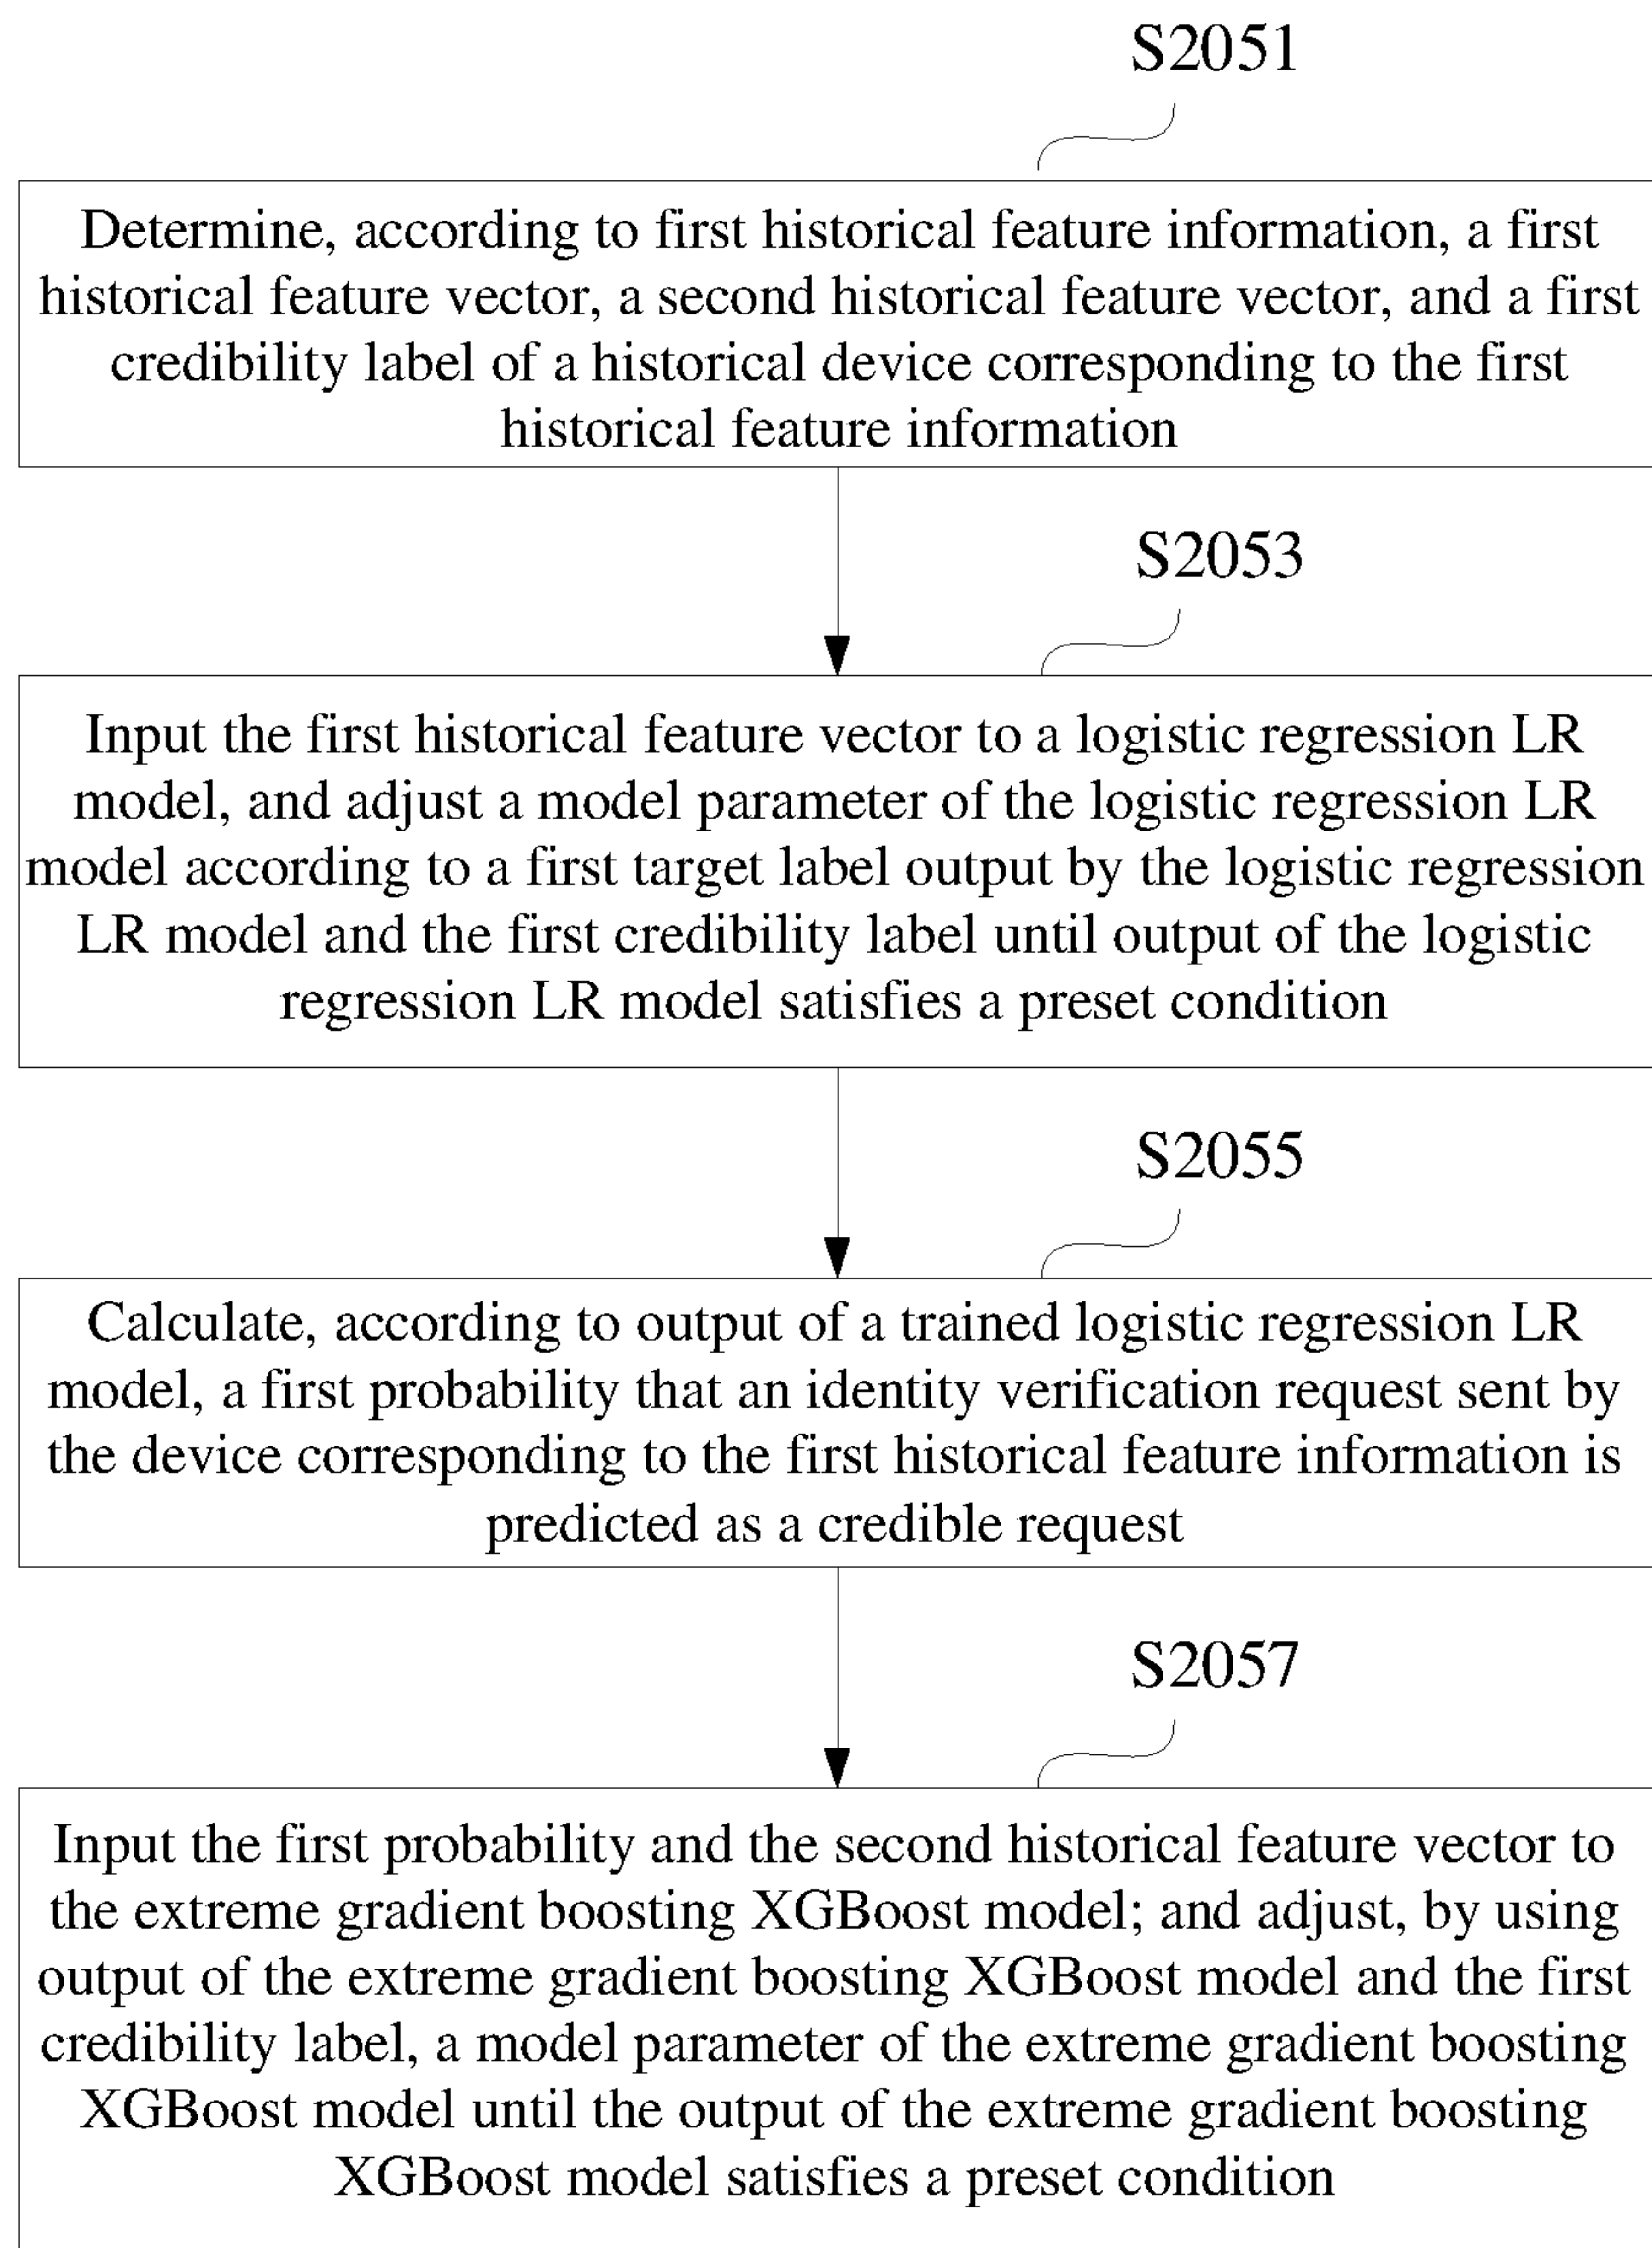 S2051
Determine, according to first historical feature information, a first
historical feature vector, a second historical feature vector, and a first
credibility label of a historical device corresponding to the first
historical feature information
S2053
Input the first historical feature vector to a logistic regression LR
model, and adjust a model parameter of the logistic regression LR
model according to a first target label output by the logistic regression
LR model and the first credibility label until output of the logistic
regression LR model satisfies a preset condition
S2055
Calculate, according to output of a trained logistic regression LR
model, a first probability that an identity verification request sent by
the device corresponding to the first historical feature information is
predicted as a credible request
S2057
Input the first probability and the second historical feature vector to
the extreme gradient boosting XGBoost model; and adjust, by using
output of the extreme gradient boosting XGBoost model and the first
credibility label, a model parameter of the extreme gradient boosting
XGBoost model until the output of the extreme gradient boosting
XGBoost model satisfies a preset condition